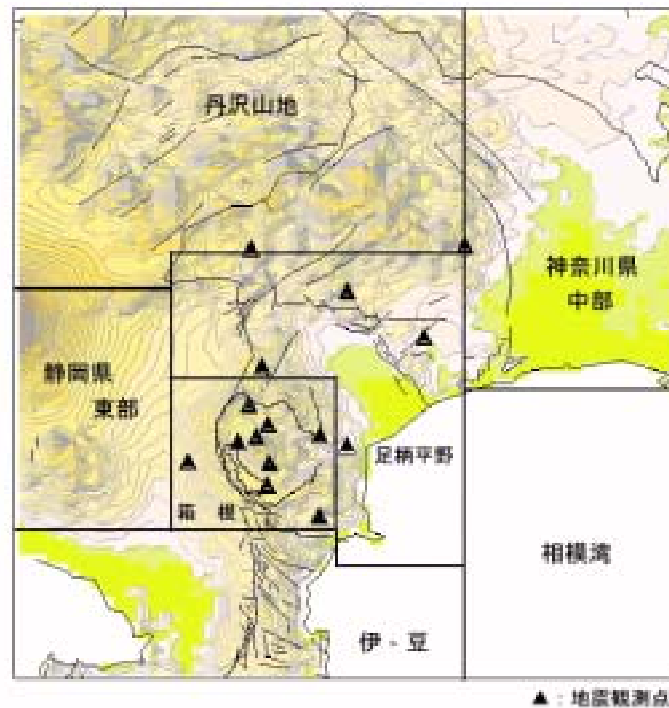 丹沢山地
神奈川県
中部
静岡県
東部
足柄平野
箱 根
相模湾
伊・豆
▲：地震観測点